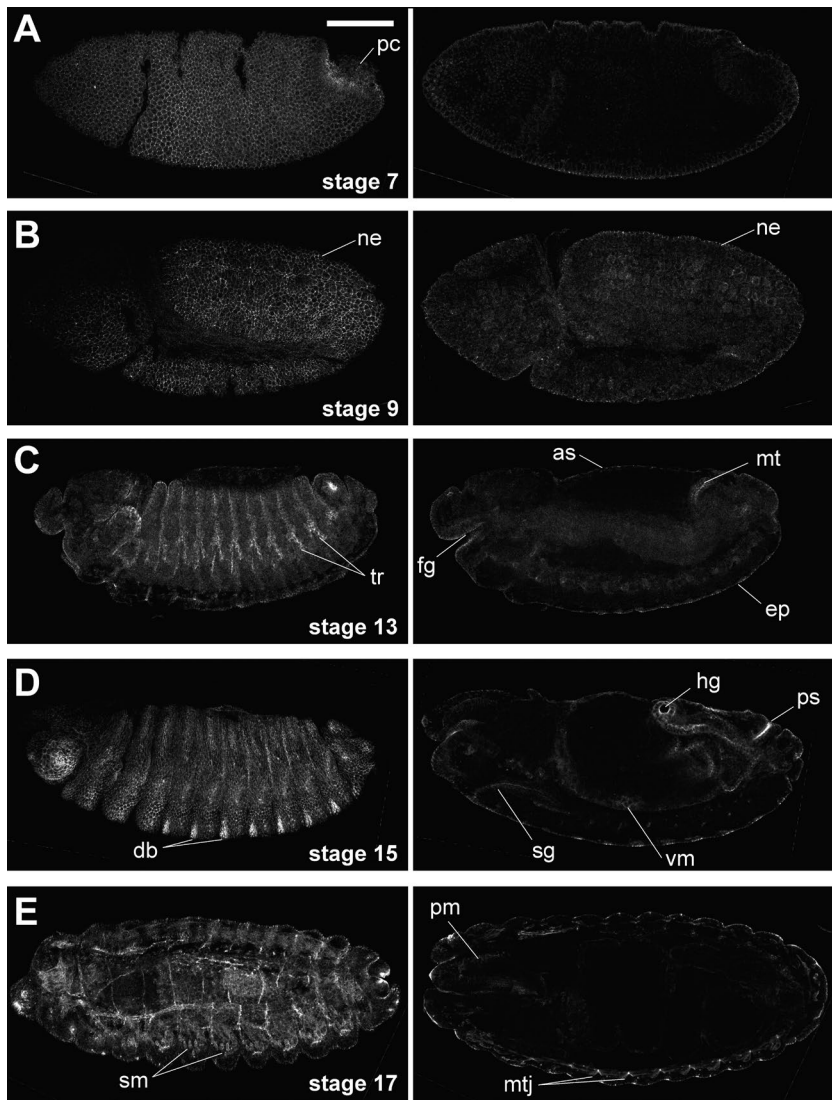 A
pc
stage 7
B
ne
ne
stage 9
C
as
mt
tr
fg
ep
stage 13
D
hg
ps
db
sg
vm
stage 15
E
pm
sm
mtj
stage 17